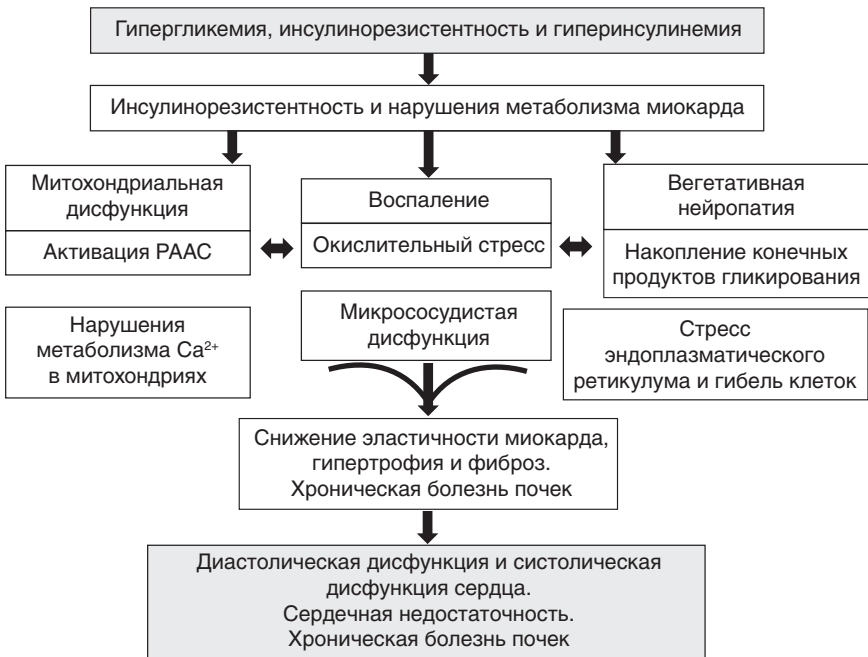 Гипергликемия, инсулинорезистентность и гиперинсулинемия
Инсулинорезистентность и нарушения метаболизма миокарда
Митохондриальная
дисфункция
Активация РААС
Воспаление
Окислительный стресс
Вегетативная
нейропатия
Накопление конечных
продуктов гликирования
Нарушения
метаболизма Ca²⁺
в митохондриях
Микрососудистая
дисфункция
Стресс
эндоплазматического
ретикулума и гибель клеток
Снижение эластичности миокарда,
гипертрофия и фиброз.
Хроническая болезнь почек
Диастолическая дисфункция и систолическая
дисфункция сердца.
Сердечная недостаточность.
Хроническая болезнь почек